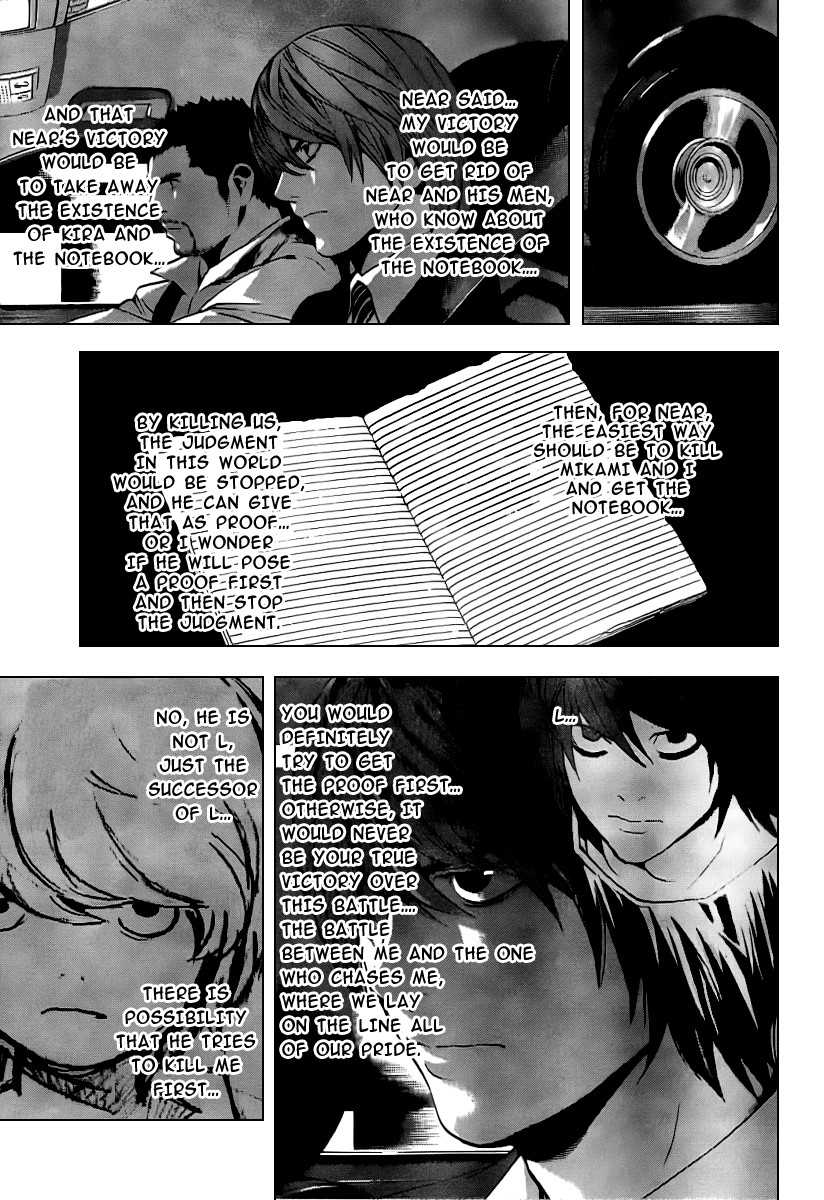 NEAR SAID...
MY VICTORY
WOULD BE
TO GET RID OF
NEAR AND HIS MEN,
WHO KNOW ABOUT
THE EXISTENCE OF
THE NOTEBOOK....
AND THAT
NEAR'S VICTORY
WOULD BE
TO TAKE AWAY
THE EXISTENCE
OF KIRA AND
THE NOTEBOOK...
THEN, FOR NEAR,
THE EASIEST WAY
SHOULD BE TO KILL
MIKAMI AND I
AND GET THE
NOTEBOOK...
BY KILLING US,
THE JUDGMENT
IN THIS WORLD
WOULD BE STOPPED,
AND HE CAN GIVE
THAT AS PROOF...
OR I WONDER
IF HE WILL POSE
A PROOF FIRST
AND THEN STOP
THE JUDGMENT.
L...
YOU WOULD
DEFINITELY
TRY TO GET
THE PROOF FIRST...
OTHERWISE, IT
WOULD NEVER
BE YOUR TRUE
VICTORY OVER
THIS BATTLE....
THE BATTLE
BETWEEN ME AND THE ONE
WHO CHASES ME,
WHERE WE LAY
ON THE LINE ALL
OF OUR PRIDE.
NO, HE IS
NOT L,
JUST THE
SUCCESSOR
OF L...
THERE IS
POSSIBILITY
THAT HE TRIES
TO KILL ME
FIRST...